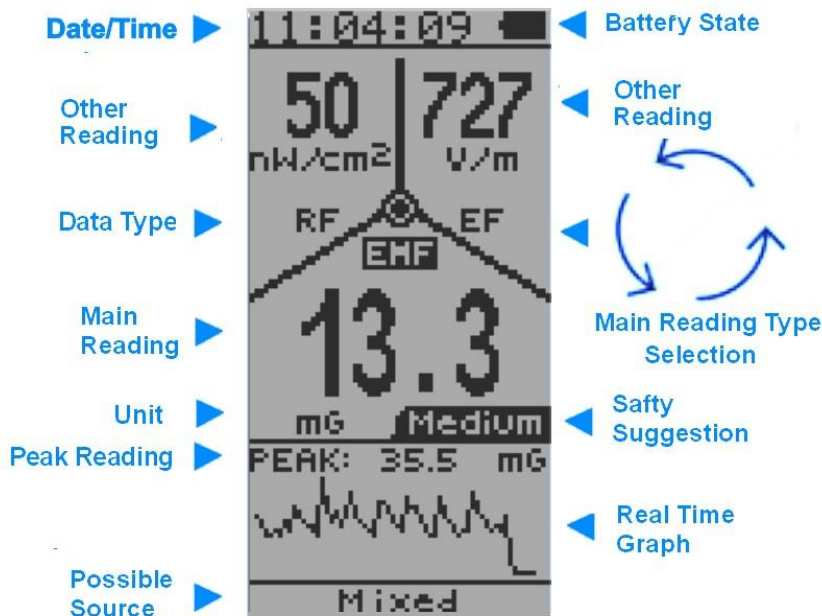 Date/Time
11:04:09
Battery State
Other
Reading
50
727
Other
Reading
nW/cm2
V/m
Data Type
RF
EF
EMF
Main
Reading
13.3
Main Reading Type
Selection
Unit
mG
Medium
Safty
Suggestion
Peak Reading
PEAK: 35.5 mG
Real Time
Graph
Possible
Source
Mixed